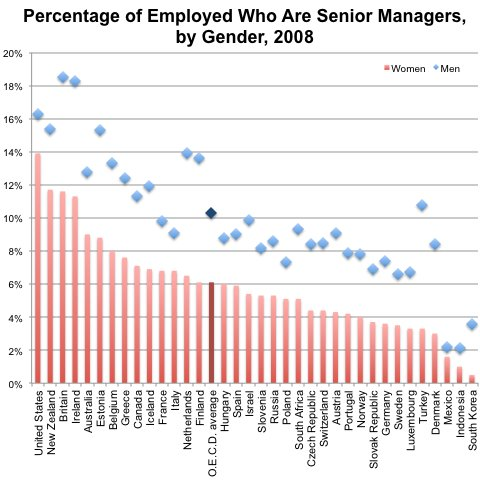 Percentage of Employed Who Are Senior Managers,
by Gender, 2008
20%
18%
16%
14%
12%
10%
8%
6%
4%
2%
0%
Women
Men
United States
New Zealand
Britain
Ireland
Australia
Estonia
Belgium
Greece
Canada
Iceland
France
Italy
Netherlands
Finland
O.E.C.D. average
Hungary
Spain
Israel
Slovenia
Russia
Poland
South Africa
Czech Republic
Switzerland
Austria
Portugal
Norway
Slovak Republic
Germany
Sweden
Luxembourg
Turkey
Denmark
Mexico
Indonesia
South Korea